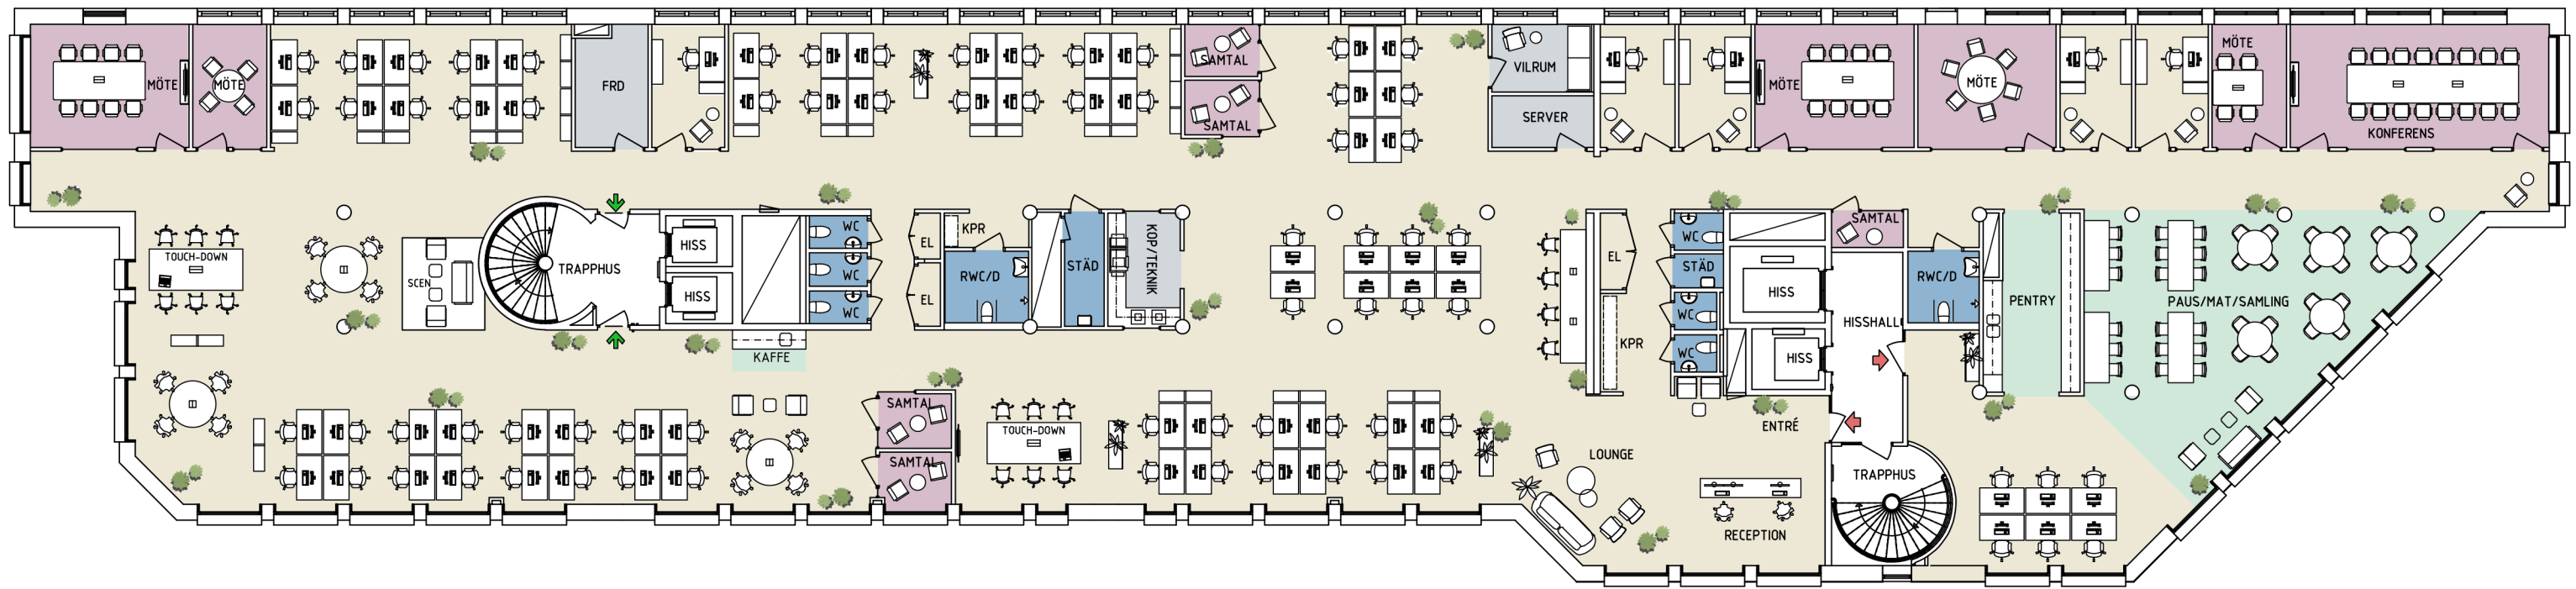 MÖTE
MÖTE
FRD
SAMTAL
SAMTAL
VILRUM
SERVER
MÖTE
MÖTE
MÖTE
KONFERENS
TOUCH-DOWN
SCEN
TRAPPHUS
HISS
HISS
WC
WC
WC
KAFFE
EL
EL
KPR
RWC/D
STÄD
KOP/TEKNIK
EL
KPR
WC
STÄD
WC
WC
HISS
HISS
SAMTAL
HISSHALL
RWC/D
PENTRY
PAUS/MAT/SAMLING
SAMTAL
SAMTAL
TOUCH-DOWN
LOUNGE
ENTRÉ
RECEPTION
TRAPPHUS